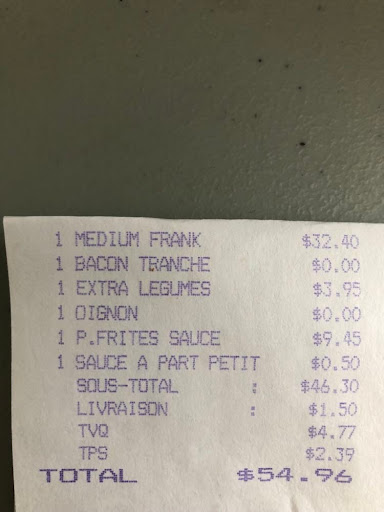 1 MEDIUM FRANK $32.40
1 BACON TRANCHE $0.00
1 EXTRA LEGUMES $3.95
1 OIGNON $0.00
1 P.FRITES SAUCE $9.45
1 SAUCE A PART PETIT $0.50
SOUS-TOTAL : $46.30
LIVRAISON : $1.50
TVQ $4.77
TPS $2.39
TOTAL $54.96